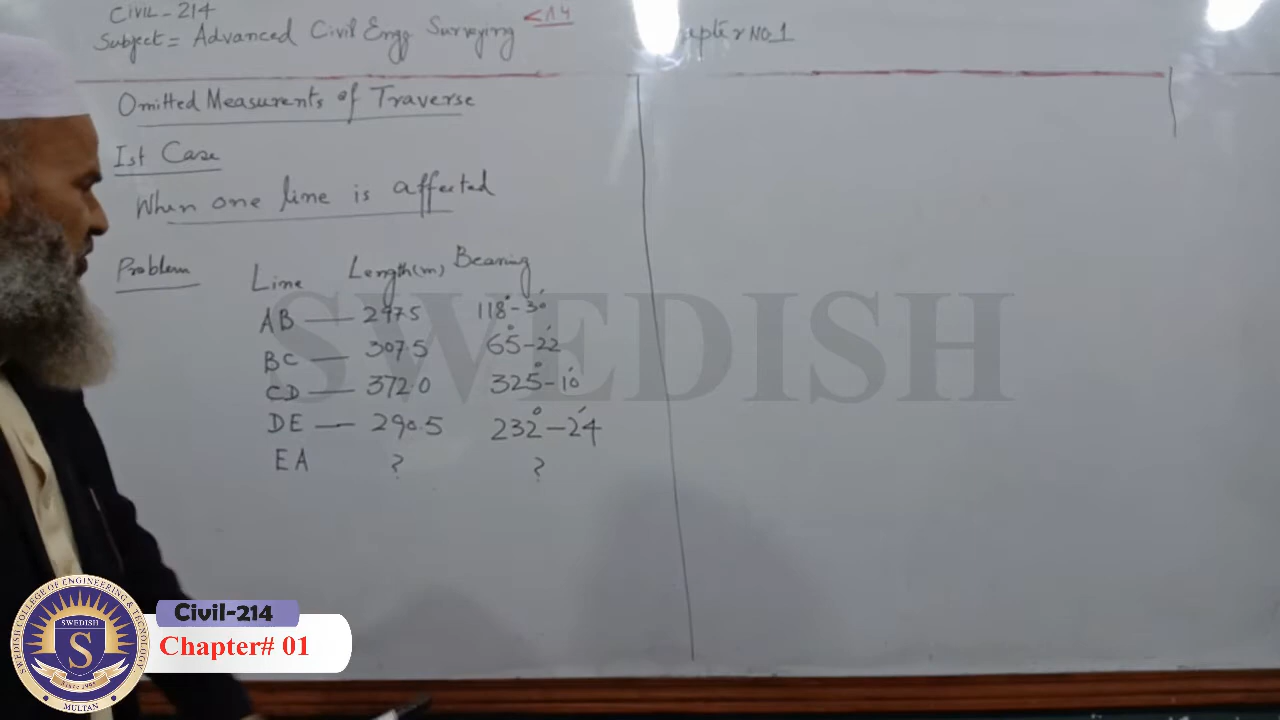 CIVIL-214
Subject = Advanced Civil Engg Surveying
Chapter No.1
Omitted Measurents of Traverse
Ist Case
When one line is affected
Problem
Line Length(m) Bearing
AB — 297.5 118°-30'
BC — 307.5 65°-22'
CD — 372.0 325°-10'
DE — 290.5 232°-24'
EA ? ?
SWEDISH
Civil-214
Chapter# 01
SWEDISH COLLEGE OF ENGINEERING & TECHNOLOGY
SWEDISH
S
MULTAN